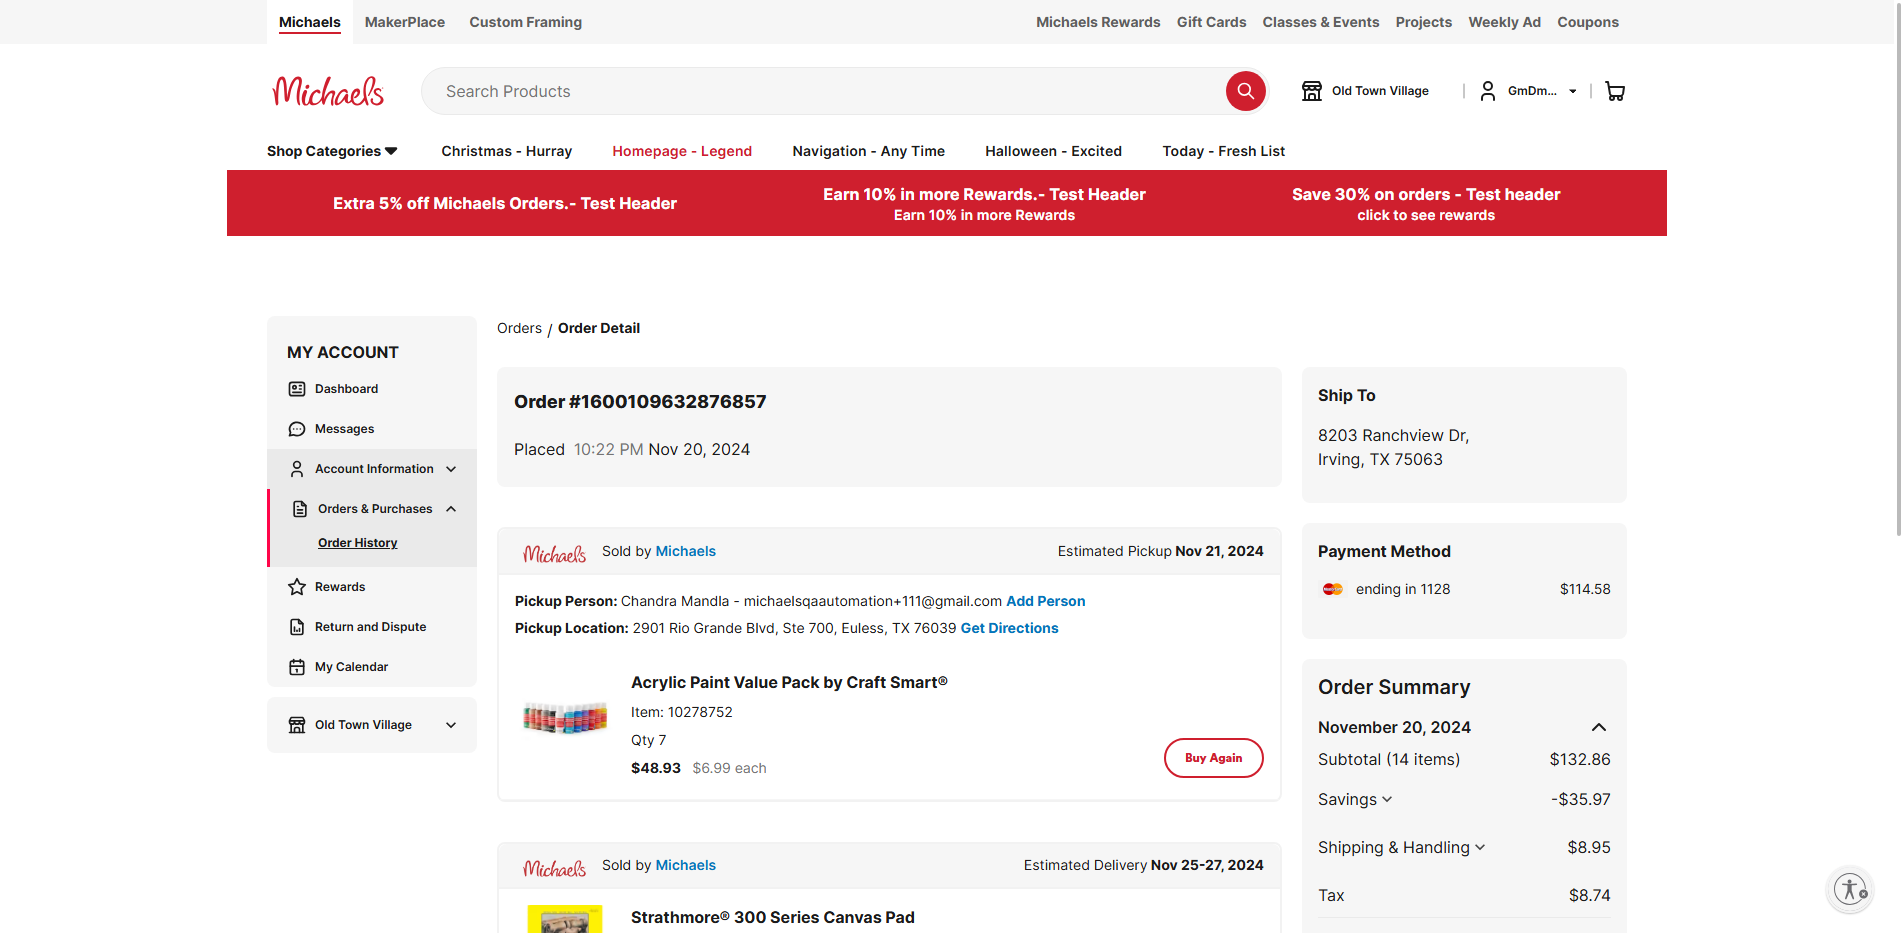 Michaels MakerPlace Custom Framing Michaels Rewards Gift Cards Classes & Events Projects Weekly Ad Coupons
Michaels Search Products Old Town Village | GmDm... |
Shop Categories Christmas - Hurray Homepage - Legend Navigation - Any Time Halloween - Excited Today - Fresh List
Extra 5% off Michaels Orders.- Test Header
Earn 10% in more Rewards.- Test Header
Earn 10% in more Rewards
Save 30% on orders - Test header
click to see rewards
MY ACCOUNT
Dashboard
Messages
Account Information
Orders & Purchases
Order History
Rewards
Return and Dispute
My Calendar
Old Town Village
Orders / Order Detail
Order #1600109632876857
Placed 10:22 PM Nov 20, 2024
Michaels Sold by Michaels Estimated Pickup Nov 21, 2024
Pickup Person: Chandra Mandla - michaelsqaautomation+111@gmail.com Add Person
Pickup Location: 2901 Rio Grande Blvd, Ste 700, Euless, TX 76039 Get Directions
Acrylic Paint Value Pack by Craft Smart®
Item: 10278752
Qty 7
$48.93 $6.99 each
Buy Again
Michaels Sold by Michaels Estimated Delivery Nov 25-27, 2024
Strathmore® 300 Series Canvas Pad
Ship To
8203 Ranchview Dr,
Irving, TX 75063
Payment Method
ending in 1128 $114.58
Order Summary
November 20, 2024
Subtotal (14 items) $132.86
Savings -$35.97
Shipping & Handling $8.95
Tax $8.74